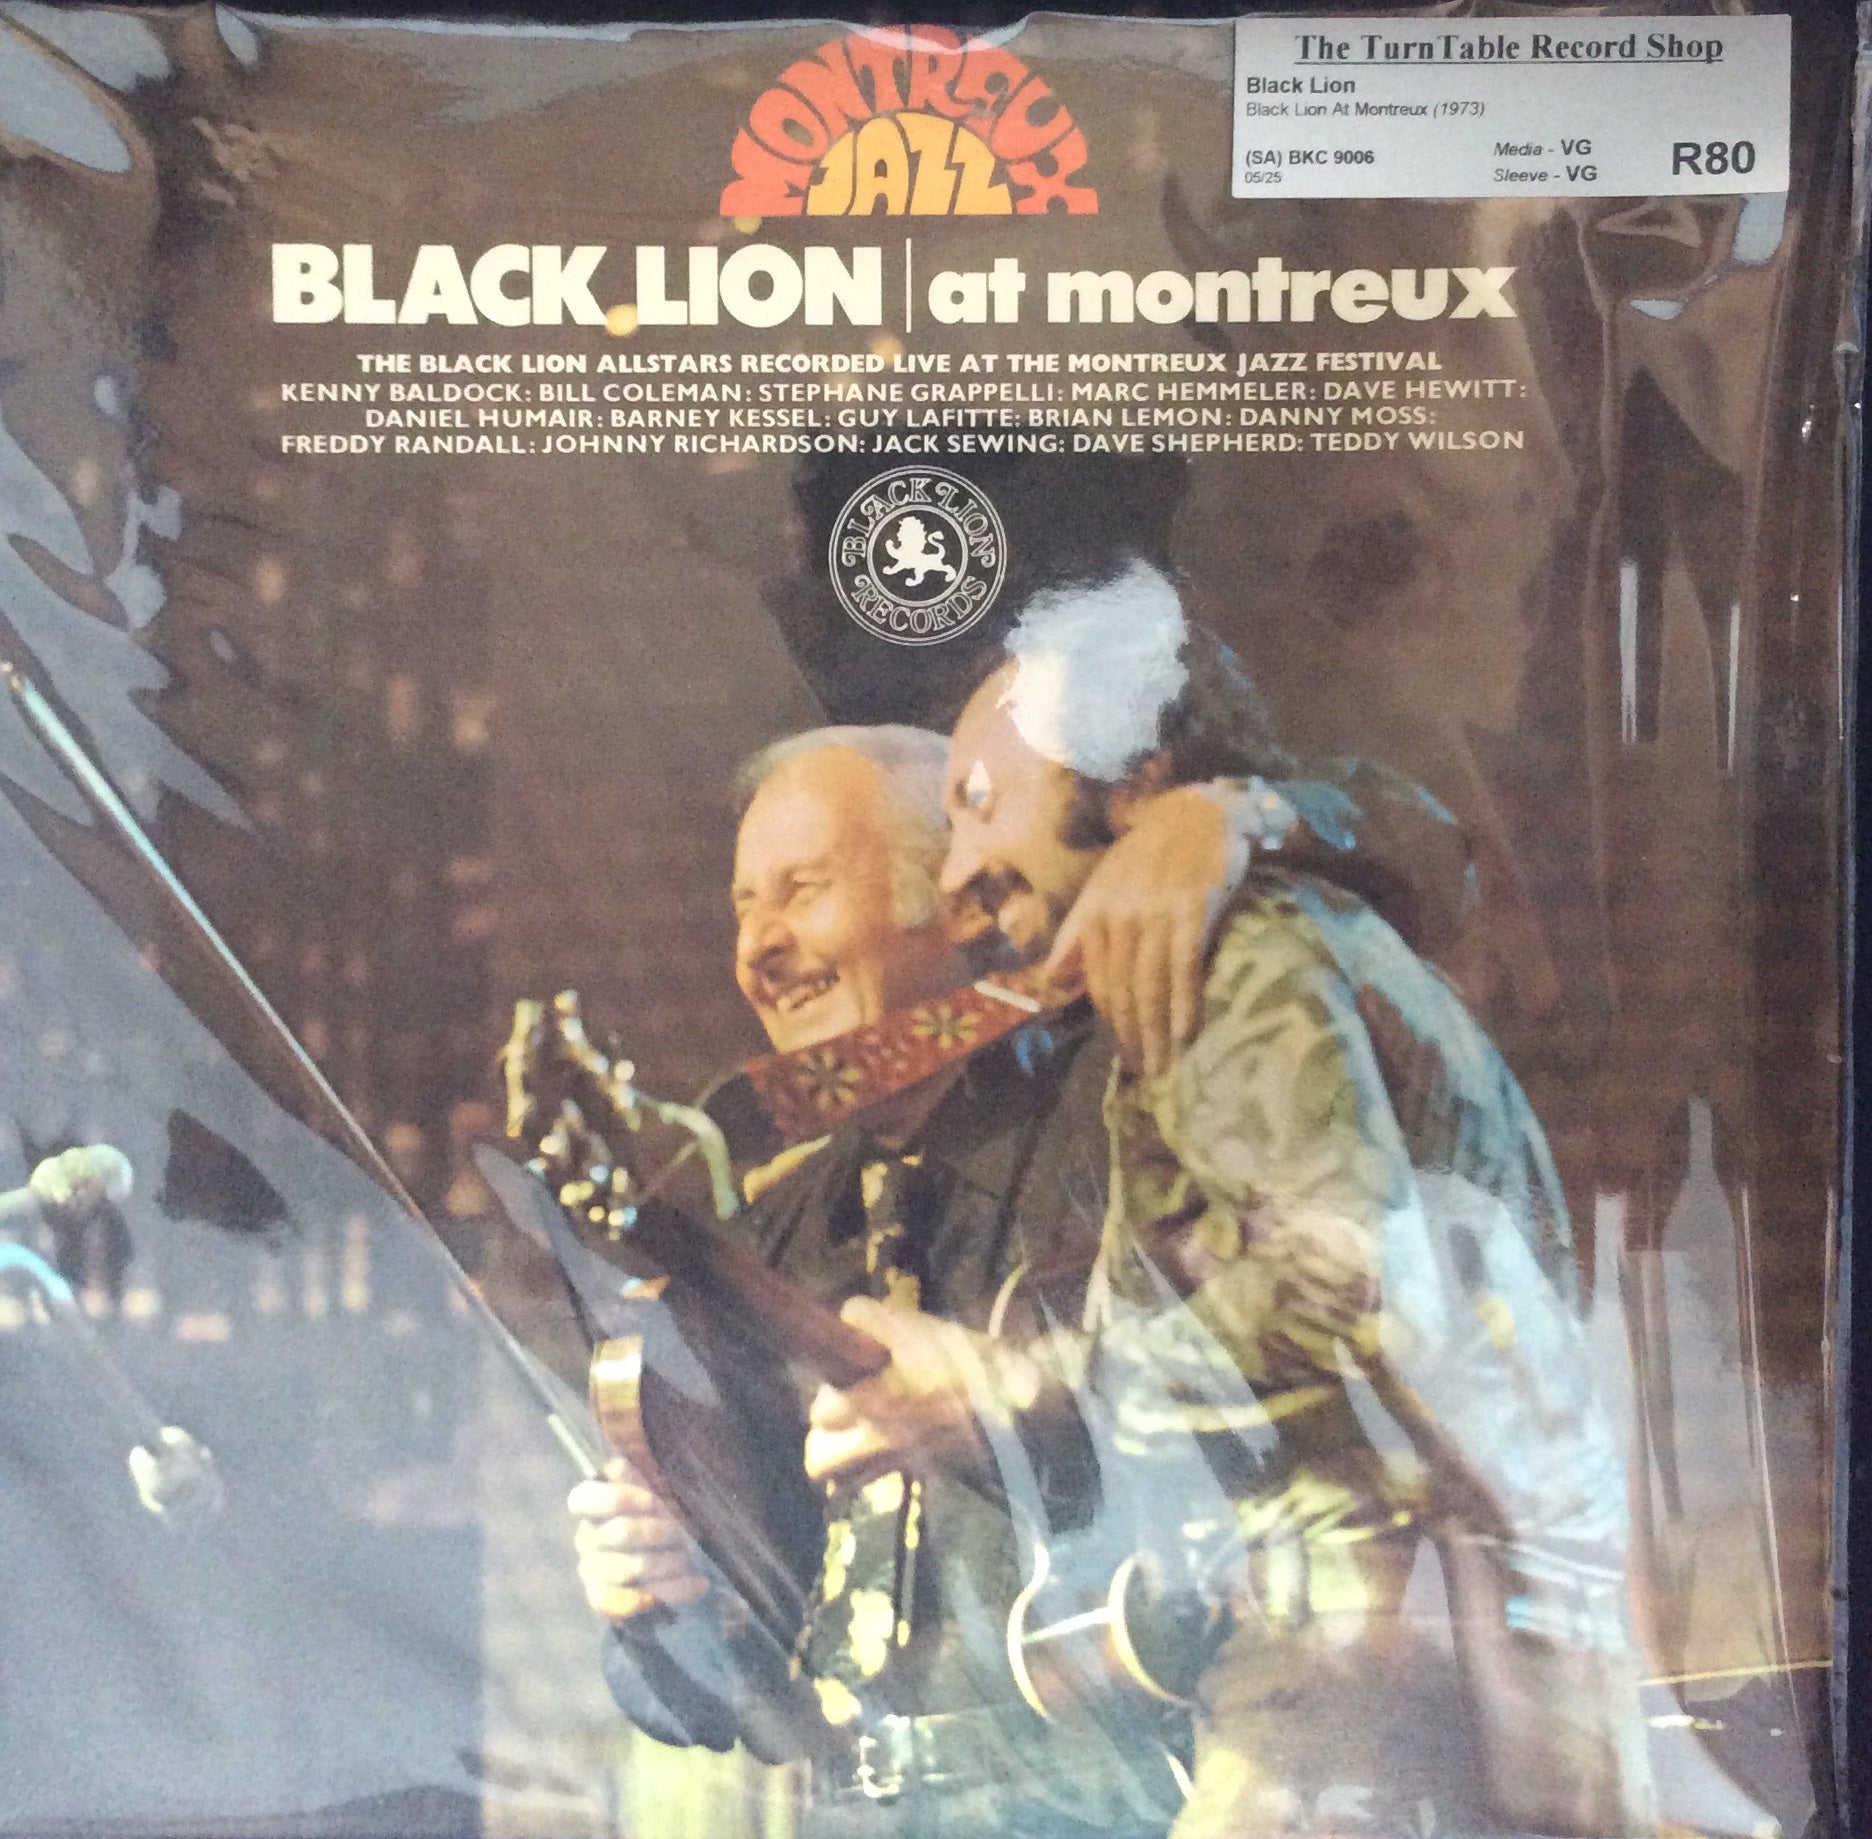 The TurnTable Record Shop
Black Lion
Black Lion At Montreux (1973)
(SA) BKC 9006
05/25
Media - VG
Sleeve - VG
R80
MONTREUX
JAZZ
BLACK LION | at montreux
THE BLACK LION ALLSTARS RECORDED LIVE AT THE MONTREUX JAZZ FESTIVAL
KENNY BALDOCK: BILL COLEMAN: STEPHANE GRAPPELLI: MARC HEMMELER: DAVE HEWITT:
DANIEL HUMAIR: BARNEY KESSEL: GUY LAFITTE: BRIAN LEMON: DANNY MOSS:
FREDDY RANDALL: JOHNNY RICHARDSON: JACK SEWING: DAVE SHEPHERD: TEDDY WILSON
BLACK LION
RECORDS